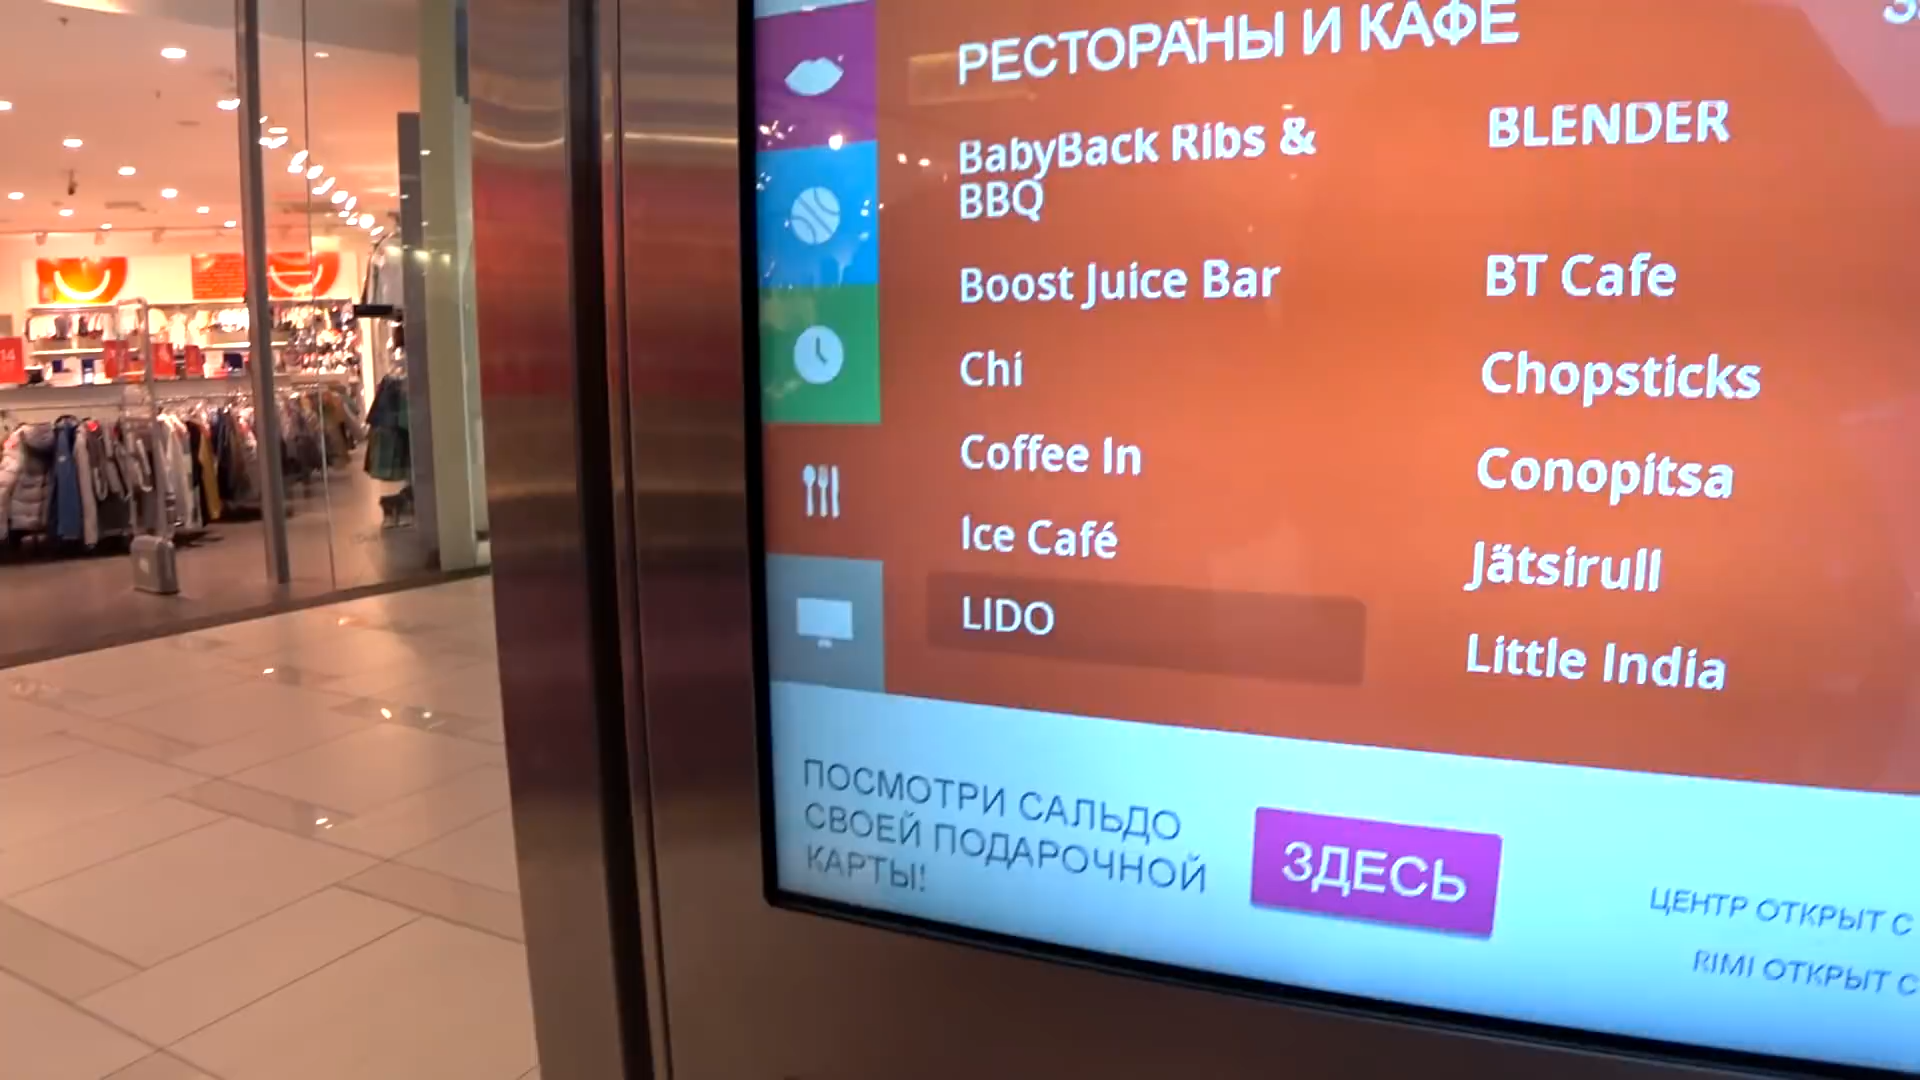 РЕСТОРАНЫ И КАФЕ
BabyBack Ribs &
BBQ
Boost Juice Bar
Chi
Coffee In
Ice Café
LIDO
BLENDER
BT Cafe
Chopsticks
Conopitsa
Jätsirull
Little India
ПОСМОТРИ САЛЬДО
СВОЕЙ ПОДАРОЧНОЙ
КАРТЫ!
ЗДЕСЬ
ЦЕНТР ОТКРЫТ С
RIMI ОТКРЫТ С
14